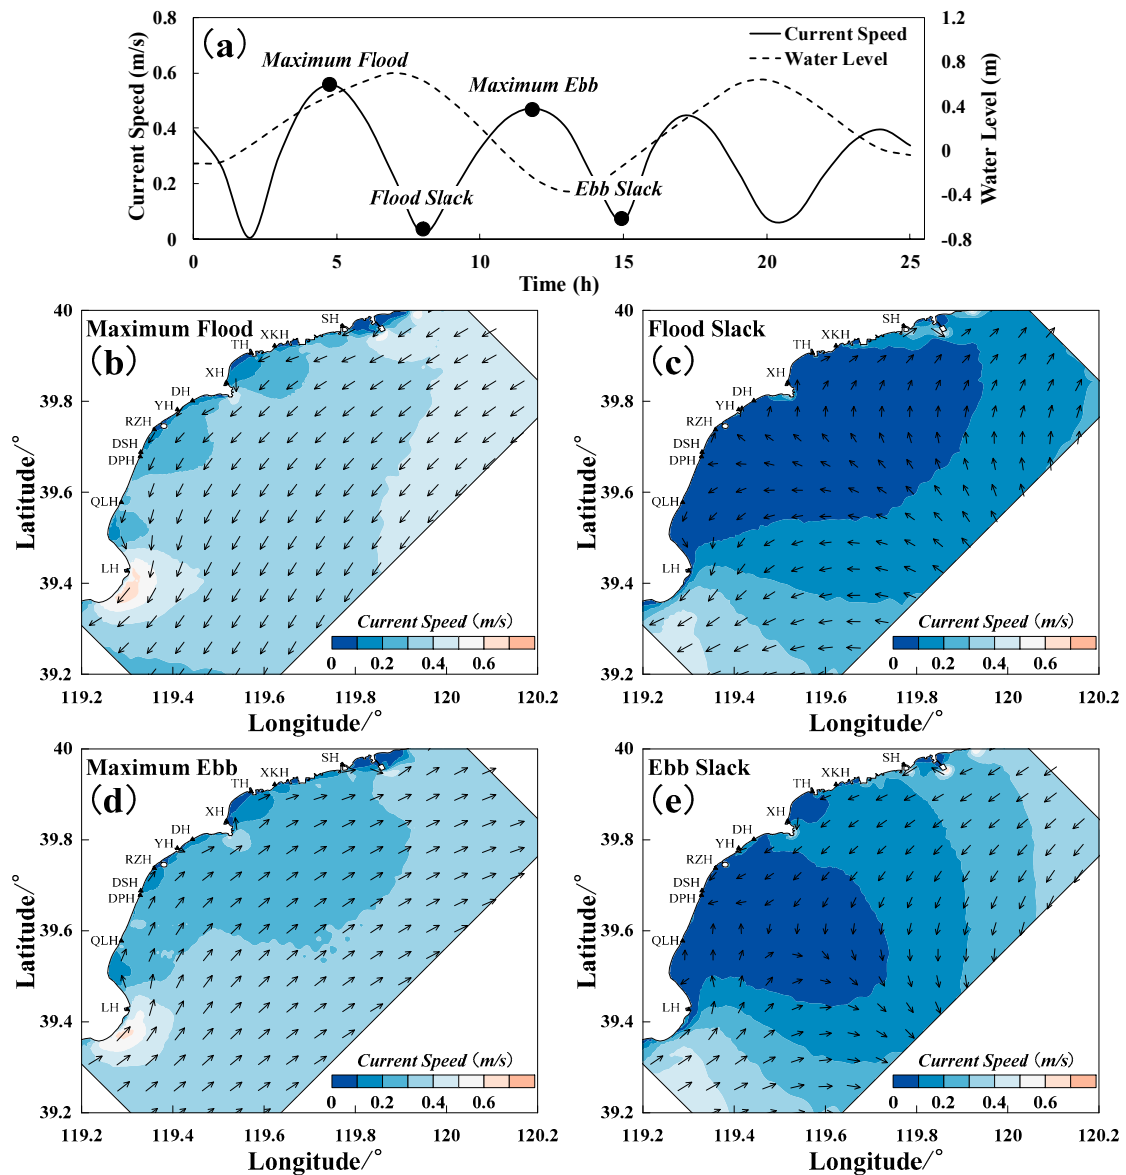 (a)
Maximum Flood
Maximum Ebb
Flood Slack
Ebb Slack
Current Speed
Water Level
Current Speed (m/s)
0.8
0.6
0.4
0.2
0
Water Level (m)
1.2
0.8
0.4
0
-0.4
-0.8
0 5 10 15 20 25
Time (h)
Maximum Flood
(b)
SH
XKH
TH
XH
DH
YH
RZH
DSH
DPH
QLH
LH
Current Speed (m/s)
0 0.2 0.4 0.6
Latitude/°
40
39.8
39.6
39.4
39.2
119.2 119.4 119.6 119.8 120 120.2
Longitude/°
Flood Slack
(c)
SH
XKH
TH
XH
DH
YH
RZH
DSH
DPH
QLH
LH
Current Speed (m/s)
0 0.2 0.4 0.6
Latitude/°
40
39.8
39.6
39.4
39.2
119.2 119.4 119.6 119.8 120 120.2
Longitude/°
Maximum Ebb
(d)
SH
XKH
TH
XH
DH
YH
RZH
DSH
DPH
QLH
LH
Current Speed (m/s)
0 0.2 0.4 0.6
Latitude/°
40
39.8
39.6
39.4
39.2
119.2 119.4 119.6 119.8 120 120.2
Longitude/°
Ebb Slack
(e)
SH
XKH
TH
XH
DH
YH
RZH
DSH
DPH
QLH
LH
Current Speed (m/s)
0 0.2 0.4 0.6
Latitude/°
40
39.8
39.6
39.4
39.2
119.2 119.4 119.6 119.8 120 120.2
Longitude/°